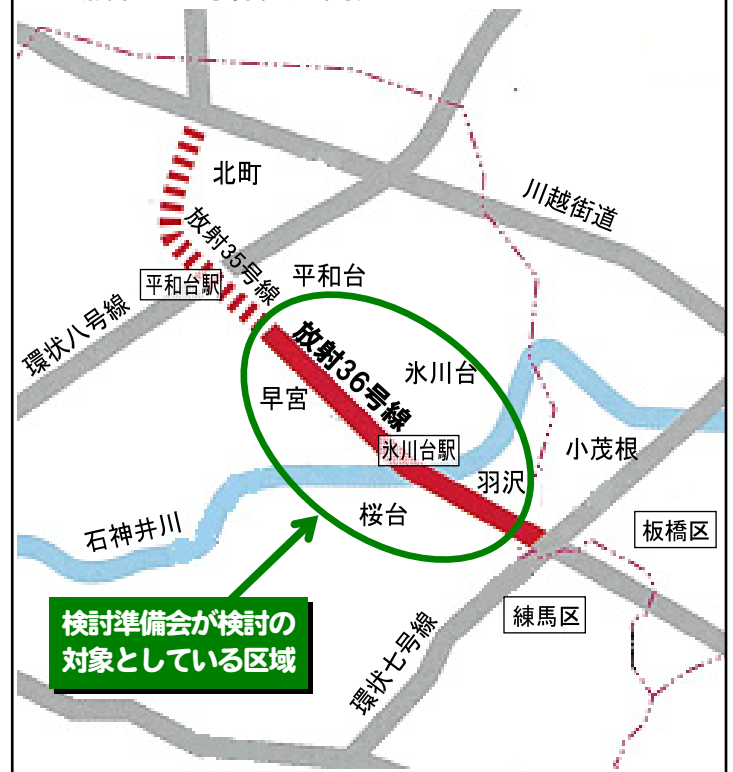 北町
川越街道
放射35号線
平和台駅
平和台
環状八号線
放射36号線
氷川台
早宮
氷川台駅
小茂根
羽沢
桜台
石神井川
板橋区
検討準備会が検討の
対象としている区域
練馬区
環状七号線